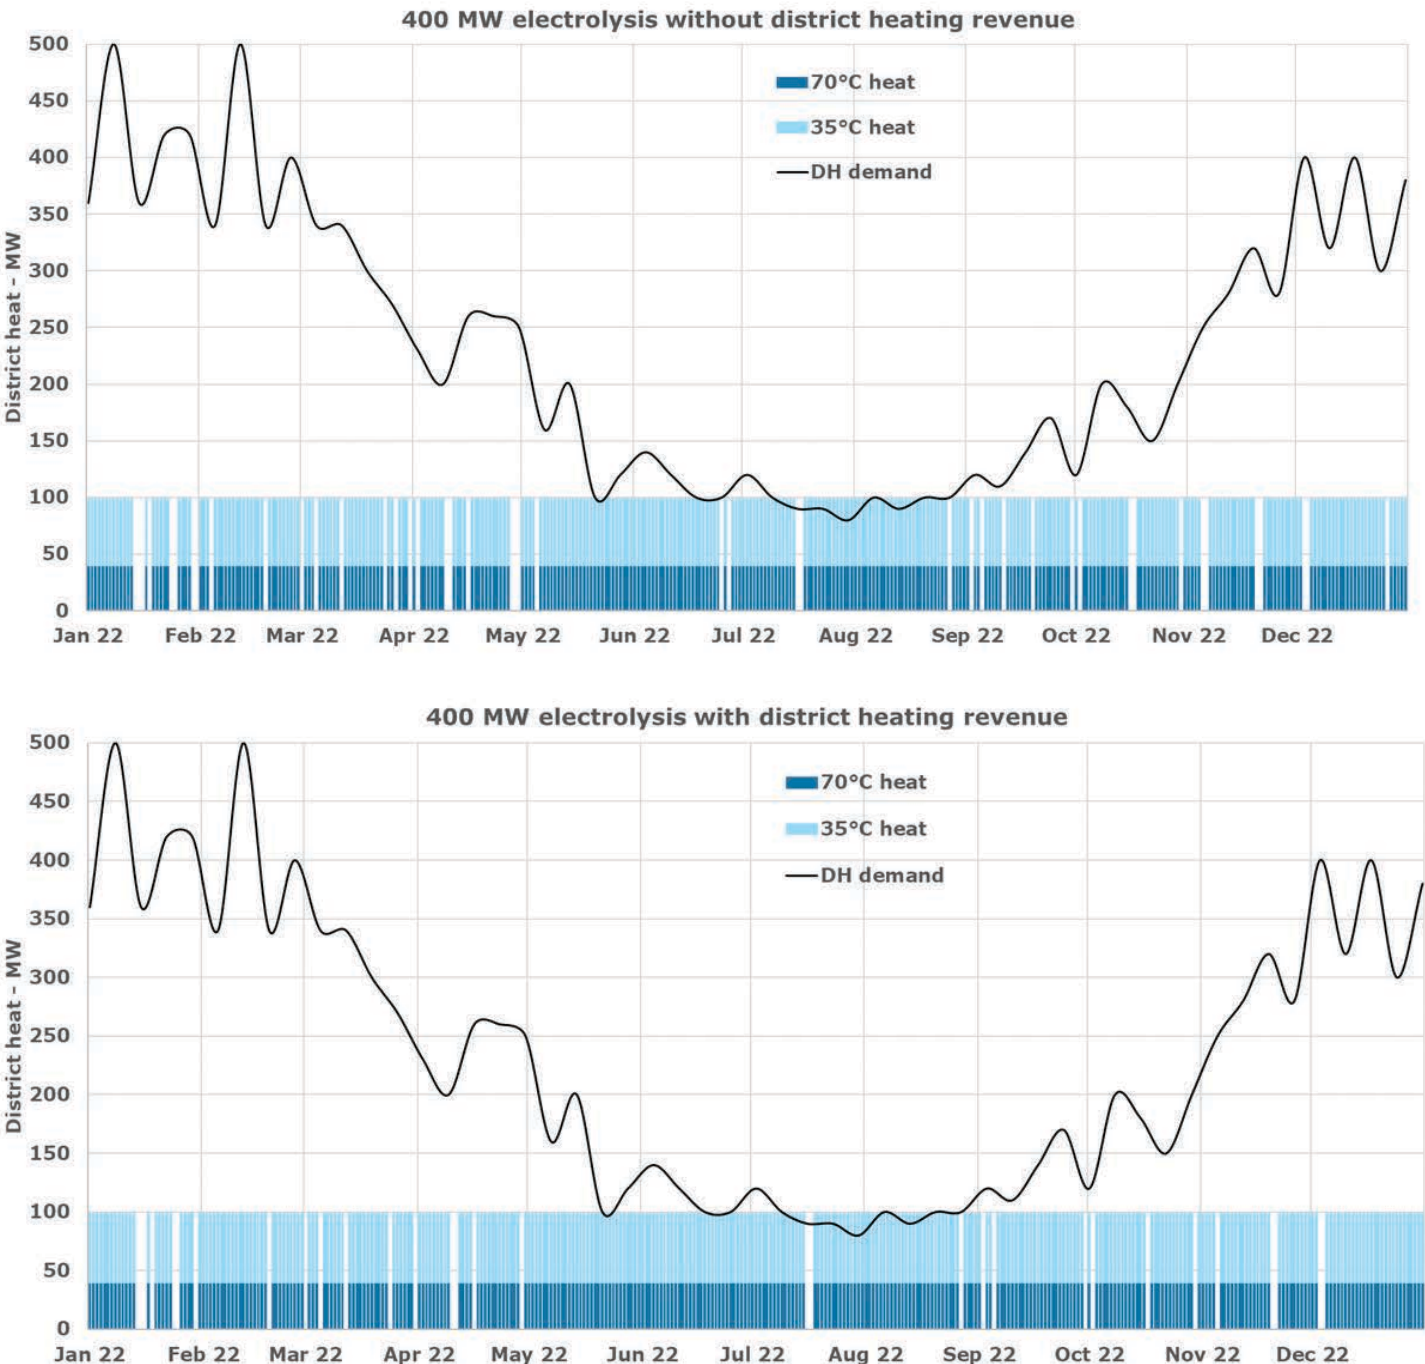 400 MW electrolysis without district heating revenue
500
450
400
350
300
250
200
150
100
50
0
District heat - MW
70°C heat
35°C heat
DH demand
Jan 22 Feb 22 Mar 22 Apr 22 May 22 Jun 22 Jul 22 Aug 22 Sep 22 Oct 22 Nov 22 Dec 22
400 MW electrolysis with district heating revenue
500
450
400
350
300
250
200
150
100
50
0
District heat - MW
70°C heat
35°C heat
DH demand
Jan 22 Feb 22 Mar 22 Apr 22 May 22 Jun 22 Jul 22 Aug 22 Sep 22 Oct 22 Nov 22 Dec 22